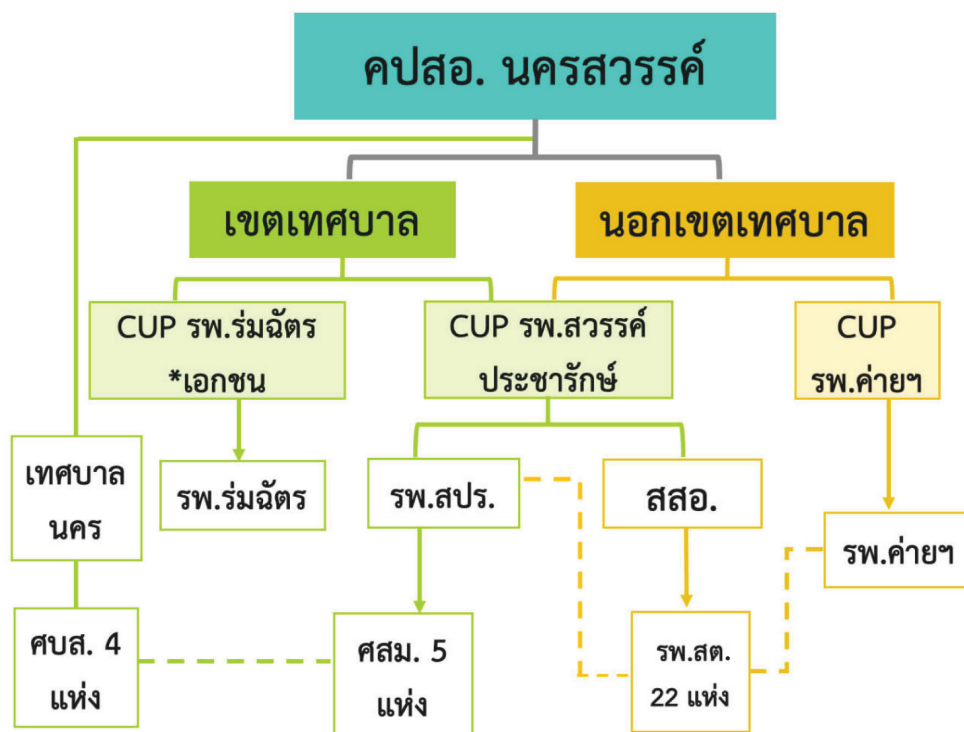 คปสอ. นครสวรรค์
เขตเทศบาล
นอกเขตเทศบาล
CUP รพ.ร่มฉัตร
*เอกชน
CUP รพ.สวรรค์
ประชารักษ์
CUP
รพ.ค่ายฯ
เทศบาล
นคร
รพ.ร่มฉัตร
รพ.สปร.
สสอ.
รพ.ค่ายฯ
ศบส. 4
แห่ง
ศสม. 5
แห่ง
รพ.สต.
22 แห่ง